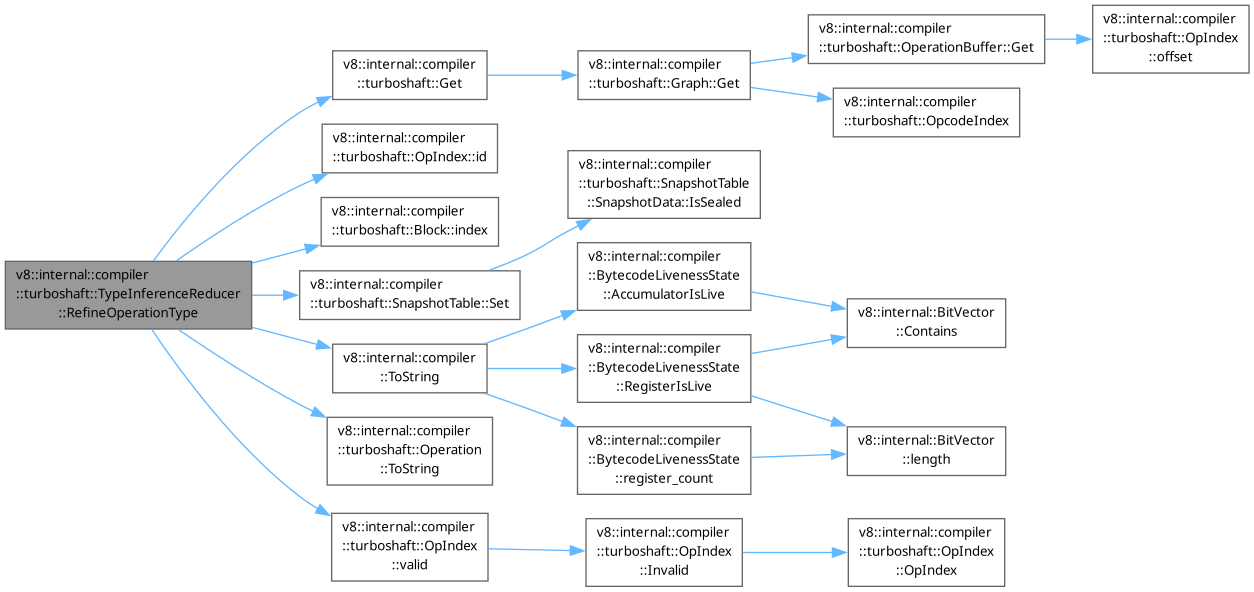 v8::internal::compiler
::turboshaft::TypeInferenceReducer
::RefineOperationType
v8::internal::compiler
::turboshaft::Get
v8::internal::compiler
::turboshaft::Graph::Get
v8::internal::compiler
::turboshaft::OperationBuffer::Get
v8::internal::compiler
::turboshaft::OpIndex
::offset
v8::internal::compiler
::turboshaft::OpcodeIndex
v8::internal::compiler
::turboshaft::OpIndex::id
v8::internal::compiler
::turboshaft::Block::index
v8::internal::compiler
::turboshaft::SnapshotTable::Set
v8::internal::compiler
::turboshaft::SnapshotTable
::SnapshotData::IsSealed
v8::internal::compiler
::ToString
v8::internal::compiler
::BytecodeLivenessState
::AccumulatorIsLive
v8::internal::compiler
::BytecodeLivenessState
::RegisterIsLive
v8::internal::compiler
::BytecodeLivenessState
::register_count
v8::internal::BitVector
::Contains
v8::internal::BitVector
::length
v8::internal::compiler
::turboshaft::Operation
::ToString
v8::internal::compiler
::turboshaft::OpIndex
::valid
v8::internal::compiler
::turboshaft::OpIndex
::Invalid
v8::internal::compiler
::turboshaft::OpIndex
::OpIndex